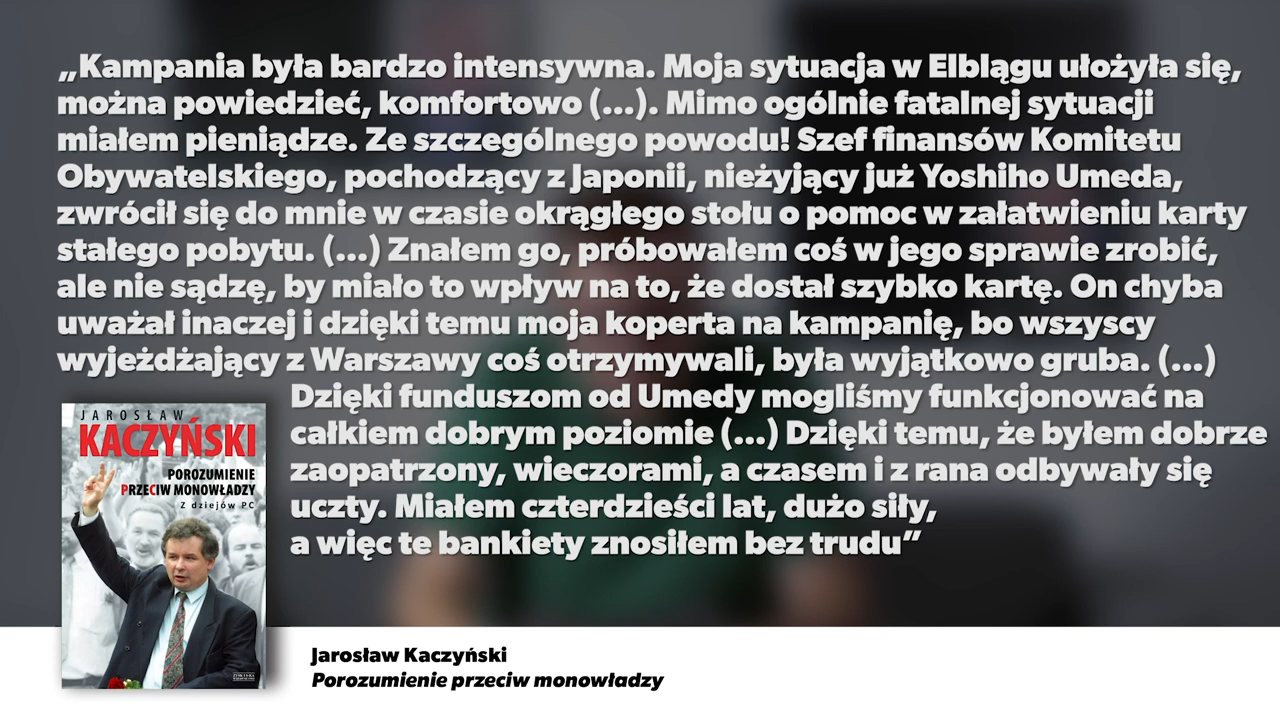 „Kampania była bardzo intensywna. Moja sytuacja w Elblągu ułożyła się,
można powiedzieć, komfortowo (...). Mimo ogólnie fatalnej sytuacji
miałem pieniądze. Ze szczególnego powodu! Szef finansów Komitetu
Obywatelskiego, pochodzący z Japonii, nieżyjący już Yoshiho Umeda,
zwrócił się do mnie w czasie okrągłego stołu o pomoc w załatwieniu karty
stałego pobytu. (...) Znałem go, próbowałem coś w jego sprawie zrobić,
ale nie sądzę, by miało to wpływ na to, że dostał szybko kartę. On chyba
uważał inaczej i dzięki temu moja koperta na kampanię, bo wszyscy
wyjeżdżający z Warszawy coś otrzymywali, była wyjątkowo gruba. (...)
Dzięki funduszom od Umedy mogliśmy funkcjonować na
całkiem dobrym poziomie (...) Dzięki temu, że byłem dobrze
zaopatrzony, wieczorami, a czasem i z rana odbywały się
uczty. Miałem czterdzieści lat, dużo siły,
a więc te bankiety znosiłem bez trudu”
JAROSŁAW
KACZYŃSKI
POROZUMIENIE
PRZECIW MONOWŁADZY
Z dziejów PC
Jarosław Kaczyński
Porozumienie przeciw monowładzy